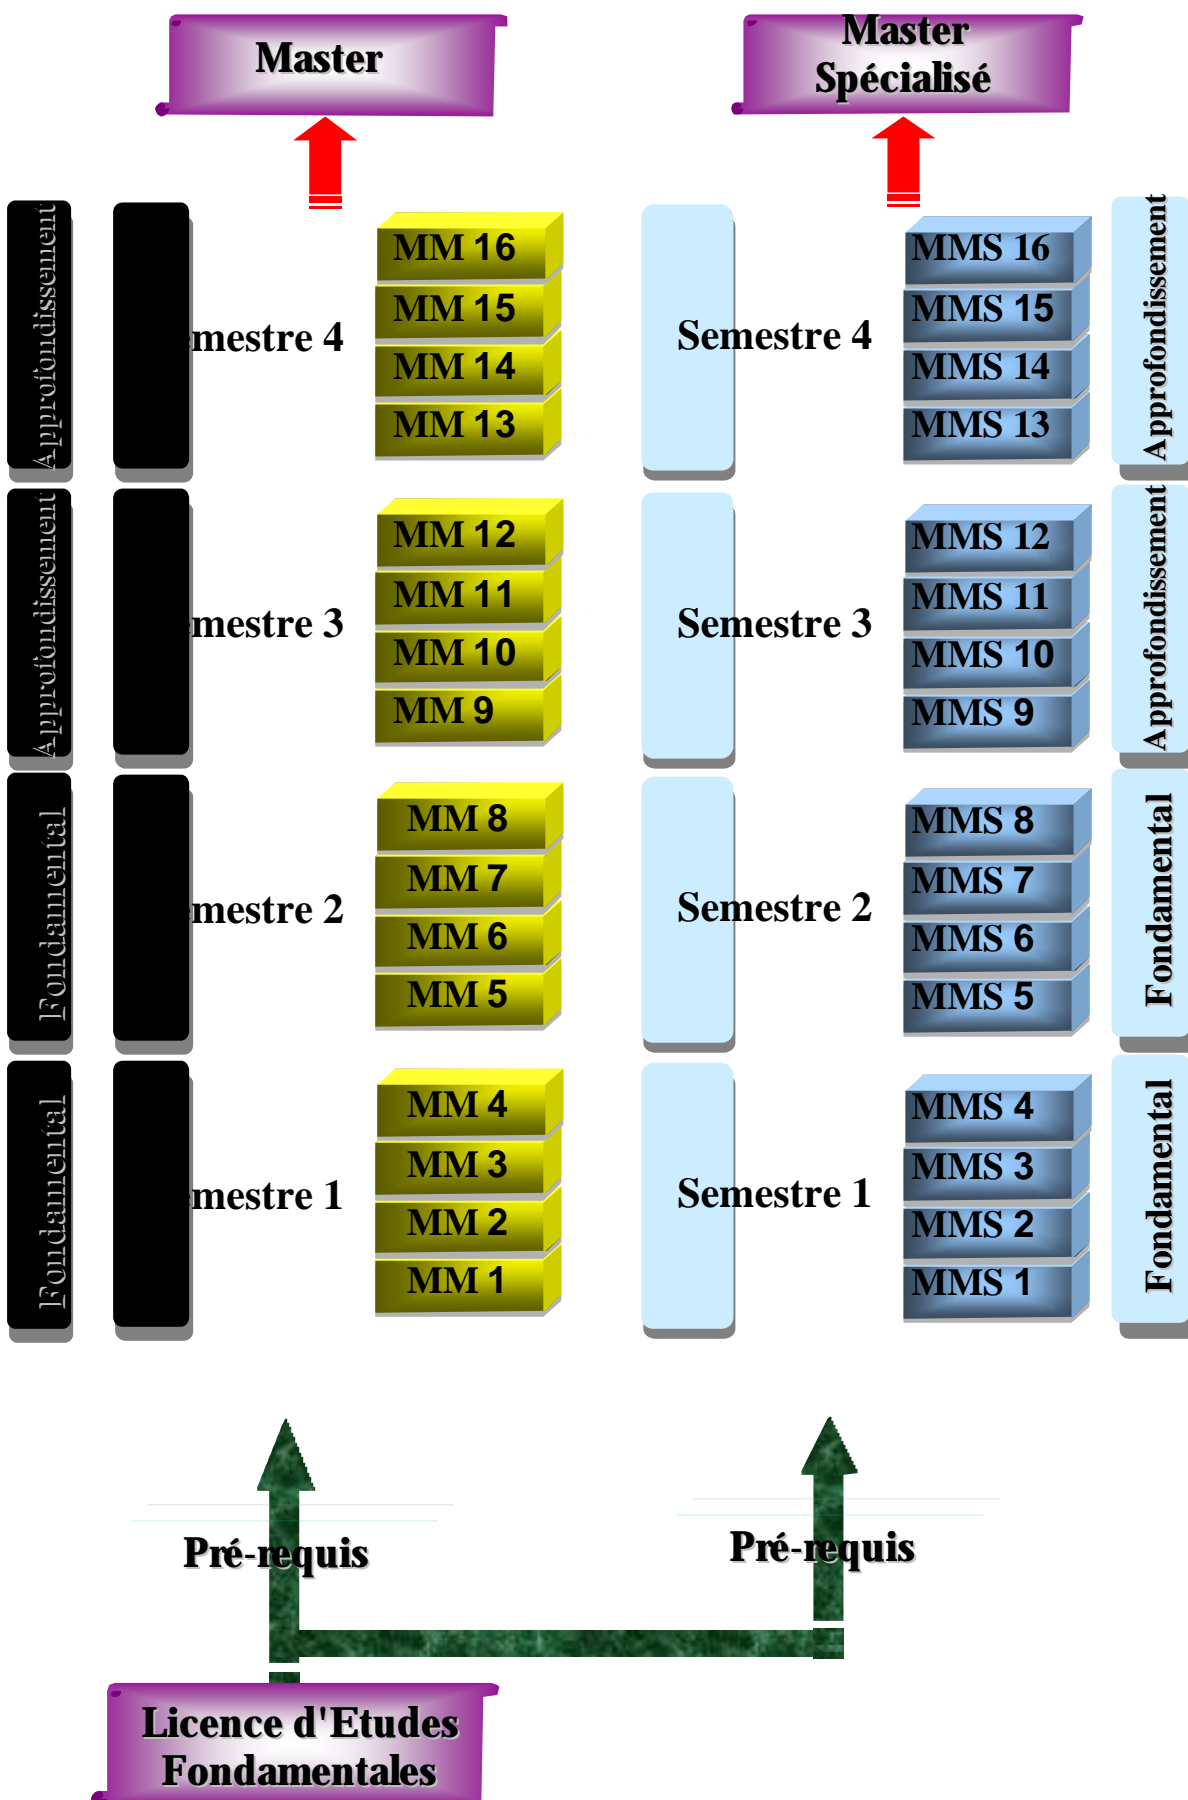 Master
Master
Spécialisé
Approfondissement
emestre 4
MM 16
MM 15
MM 14
MM 13
Semestre 4
MMS 16
MMS 15
MMS 14
MMS 13
Approfondissement
Approfondissement
emestre 3
MM 12
MM 11
MM 10
MM 9
Semestre 3
MMS 12
MMS 11
MMS 10
MMS 9
Approfondissement
Fondamental
emestre 2
MM 8
MM 7
MM 6
MM 5
Semestre 2
MMS 8
MMS 7
MMS 6
MMS 5
Fondamental
Fondamental
emestre 1
MM 4
MM 3
MM 2
MM 1
Semestre 1
MMS 4
MMS 3
MMS 2
MMS 1
Fondamental
Pré-requis
Pré-requis
Licence d'Etudes
Fondamentales